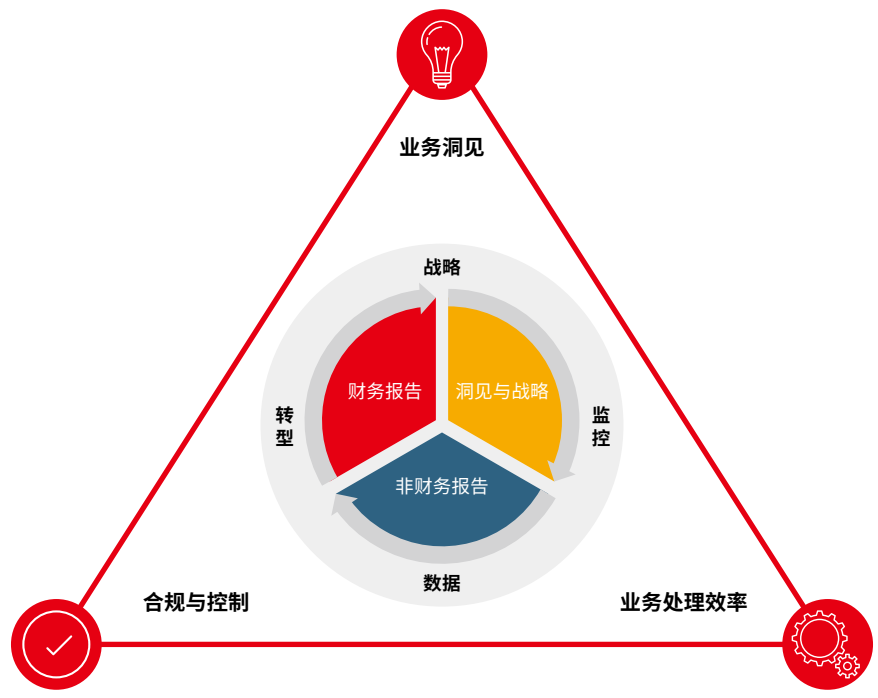 业务洞见
战略
财务报告
洞见与战略
转
型
监
控
非财务报告
数据
合规与控制
业务处理效率